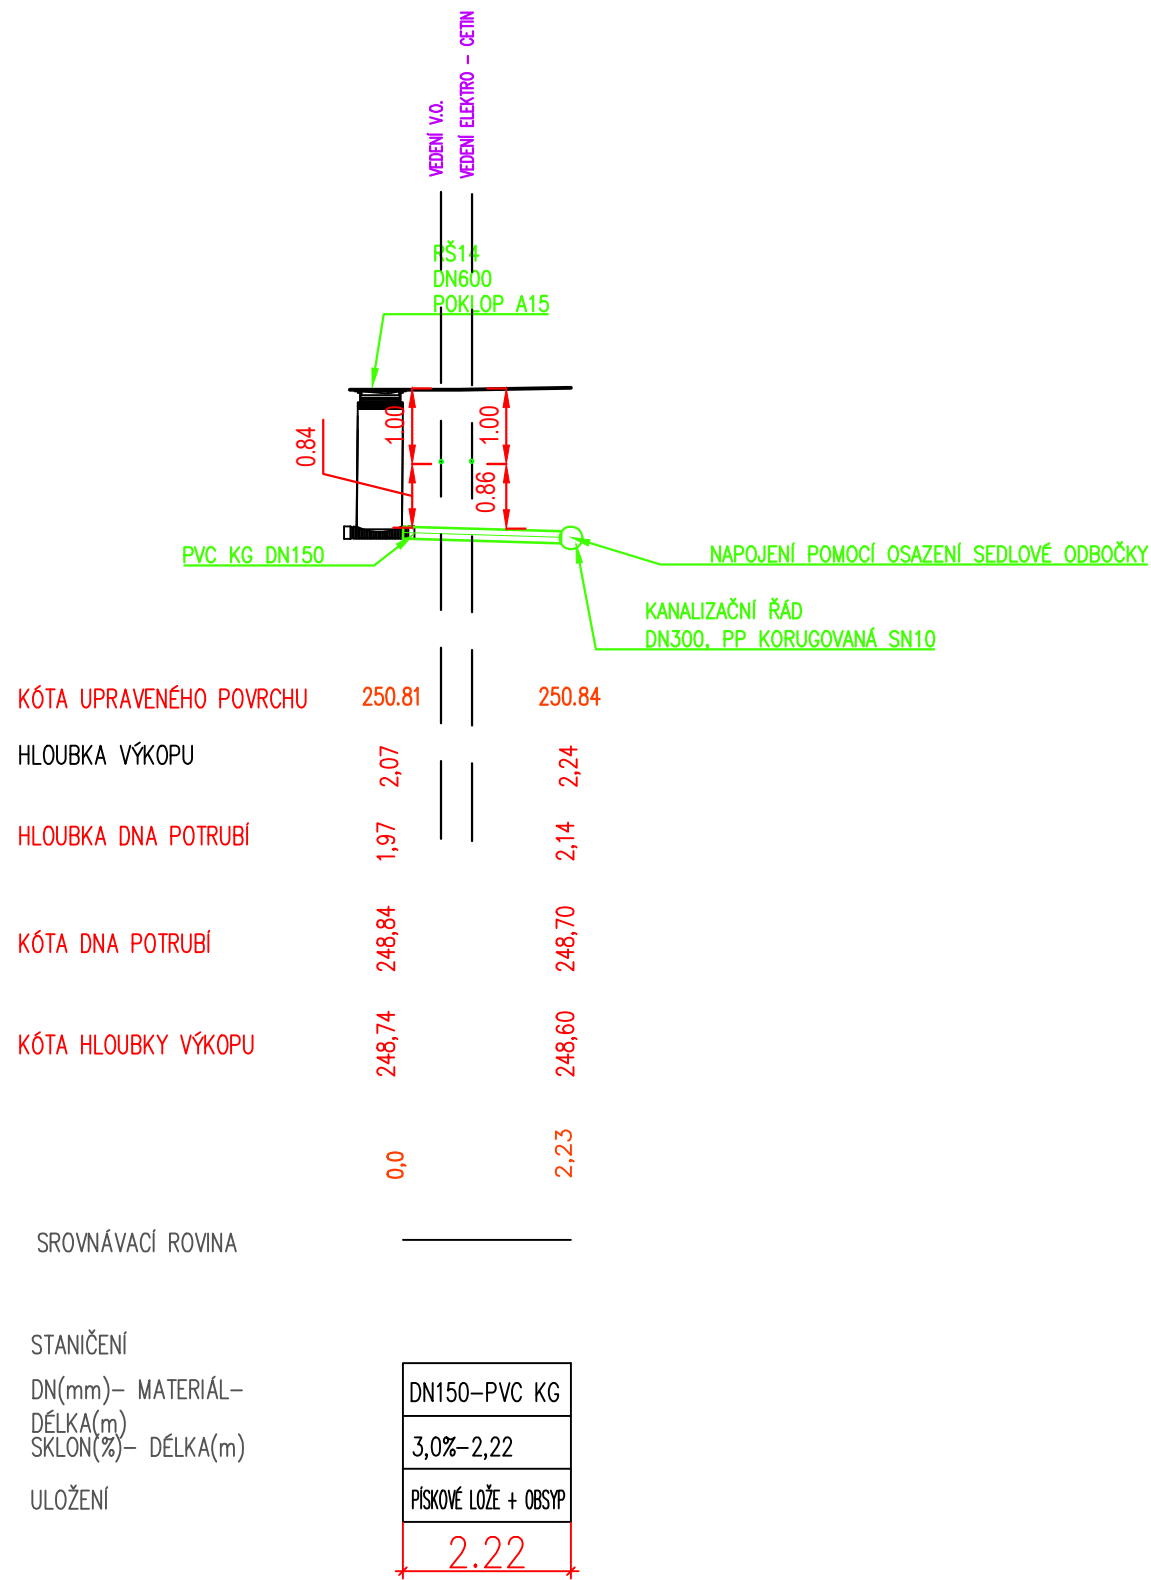 VEDENÍ V.O.
VEDENÍ ELEKTRO - CETIN
RŠ14
DN600
POKLOP A15
1.00
1.00
0.84
0.86
PVC KG DN150
NAPOJENÍ POMOCÍ OSAZENÍ SEDLOVÉ ODBOČKY
KANALIZAČNÍ ŘÁD
DN300, PP KORUGOVANÁ SN10
KÓTA UPRAVENÉHO POVRCHU 250.81 250.84
HLOUBKA VÝKOPU 2,07 2,24
HLOUBKA DNA POTRUBÍ 1,97 2,14
KÓTA DNA POTRUBÍ 248,84 248,70
KÓTA HLOUBKY VÝKOPU 248,74 248,60
0,0 2,23
SROVNÁVACÍ ROVINA
STANIČENÍ
DN(mm)- MATERIÁL-
DÉLKA(m)
DN150-PVC KG
SKLON(%)- DÉLKA(m) 3,0%-2,22
ULOŽENÍ PÍSKOVÉ LOŽE + OBSYP
2.22